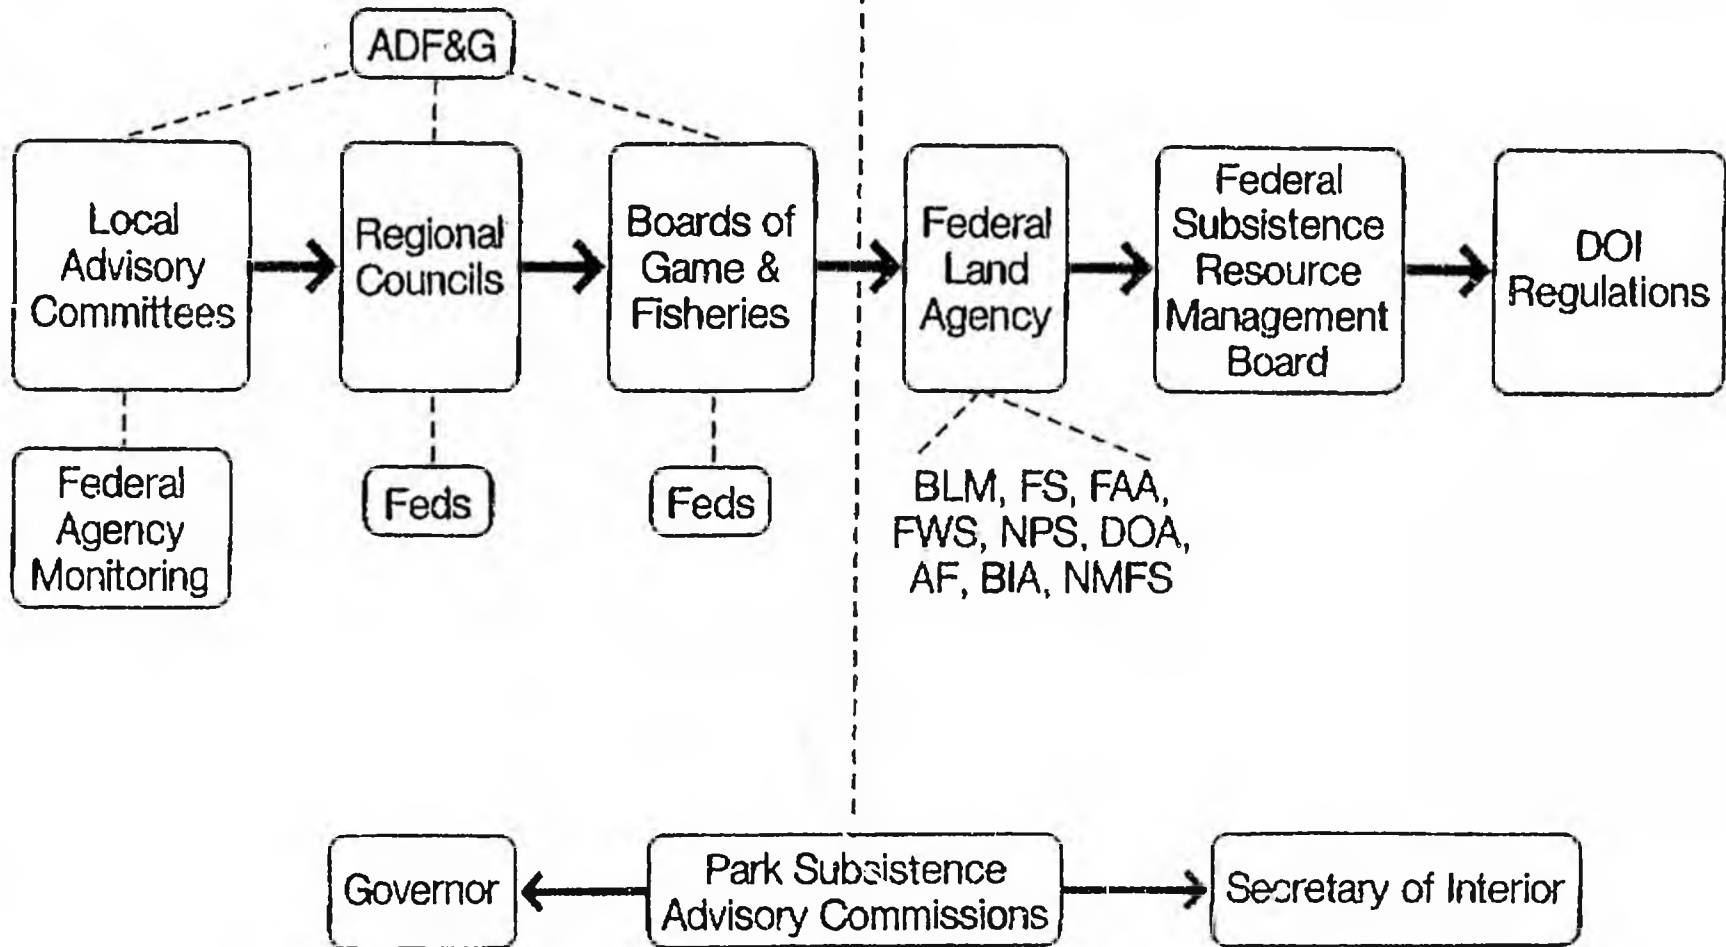 ADF&G
Local
Advisory
Committees
Regional
Councils
Boards of
Game &
Fisheries
Federal
Land
Agency
Federal
Subsistence
Resource
Management
Board
DOI
Regulations
Federal
Agency
Monitoring
Feds
Feds
BLM, FS, FAA,
FWS, NPS, DOA,
AF, BIA, NMFS
Governor
Park Subsistence
Advisory Commissions
Secretary of Interior